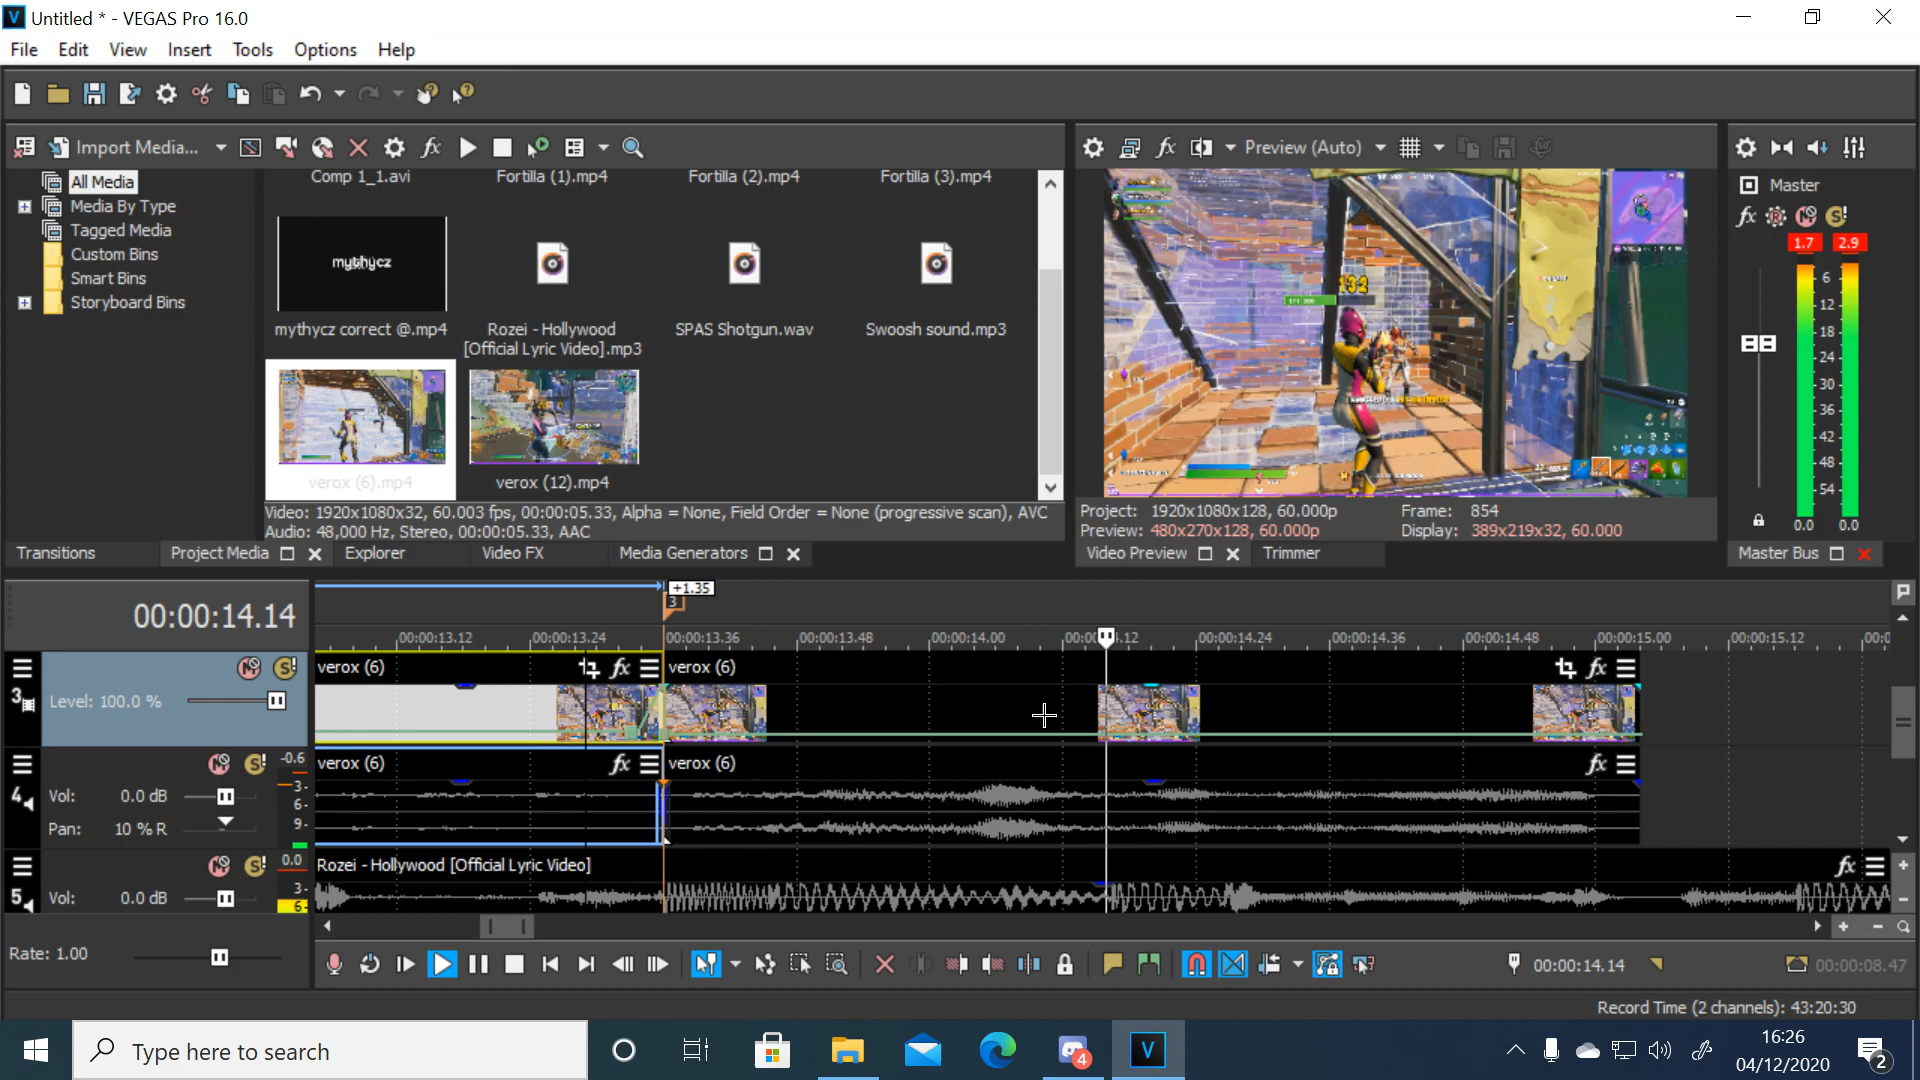 Untitled * - VEGAS Pro 16.0
File Edit View Insert Tools Options Help
Import Media...
Preview (Auto)
All Media
Media By Type
Tagged Media
Custom Bins
Smart Bins
Storyboard Bins
Comp 1_1.avi
Fortilla (1).mp4
Fortilla (2).mp4
Fortilla (3).mp4
mythycz
mythycz correct @.mp4
Rozei - Hollywood
[Official Lyric Video].mp3
SPAS Shotgun.wav
Swoosh sound.mp3
verox (6).mp4
verox (12).mp4
Video: 1920x1080x32, 60.003 fps, 00:00:05.33, Alpha = None, Field Order = None (progressive scan), AVC
Audio: 48,000 Hz, Stereo, 00:00:05.33, AAC
132
Project: 1920x1080x128, 60.000p
Frame: 854
Preview: 480x270x128, 60.000p
Display: 389x219x32, 60.000
Master
1.7 2.9
6
12
18
24
30
36
42
48
54
0.0 0.0
Transitions
Project Media
Explorer
Video FX
Media Generators
Video Preview
Trimmer
Master Bus
00:00:14.14
+1.35
3
00:00:13.12
00:00:13.24
00:00:13.36
00:00:13.48
00:00:14.00
00:00
.12
00:00:14.24
00:00:14.36
00:00:14.48
00:00:15.00
00:00:15.12
00:0
3
Level: 100.0 %
verox (6)
verox (6)
4
Vol: 0.0 dB
Pan: 10 % R
-0.6
3
6
9
verox (6)
verox (6)
5
Vol: 0.0 dB
0.0
3
6
Rozei - Hollywood [Official Lyric Video]
Rate: 1.00
00:00:14.14
00:00:08.47
Record Time (2 channels): 43:20:30
Type here to search
4
16:26
04/12/2020
2